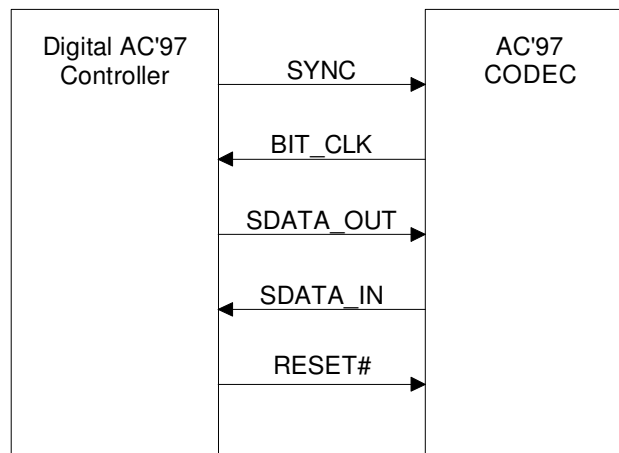 Digital AC'97
Controller
AC'97
CODEC
SYNC
BIT_CLK
SDATA_OUT
SDATA_IN
RESET#